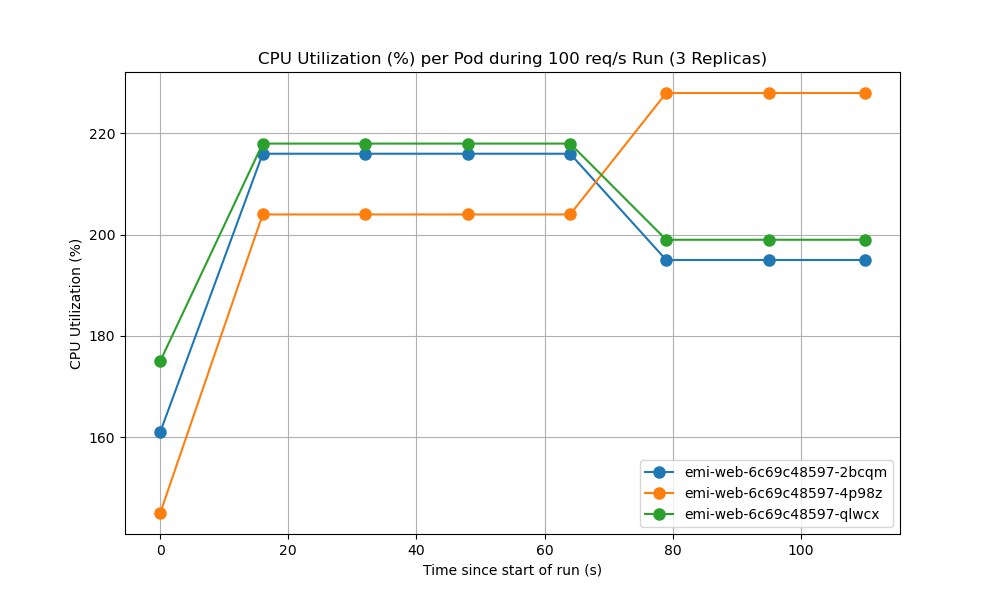 CPU Utilization (%) per Pod during 100 req/s Run (3 Replicas)
CPU Utilization (%)
220
200
180
160
0 20 40 60 80 100
Time since start of run (s)
emi-web-6c69c48597-2bcqm
emi-web-6c69c48597-4p98z
emi-web-6c69c48597-qlwcx